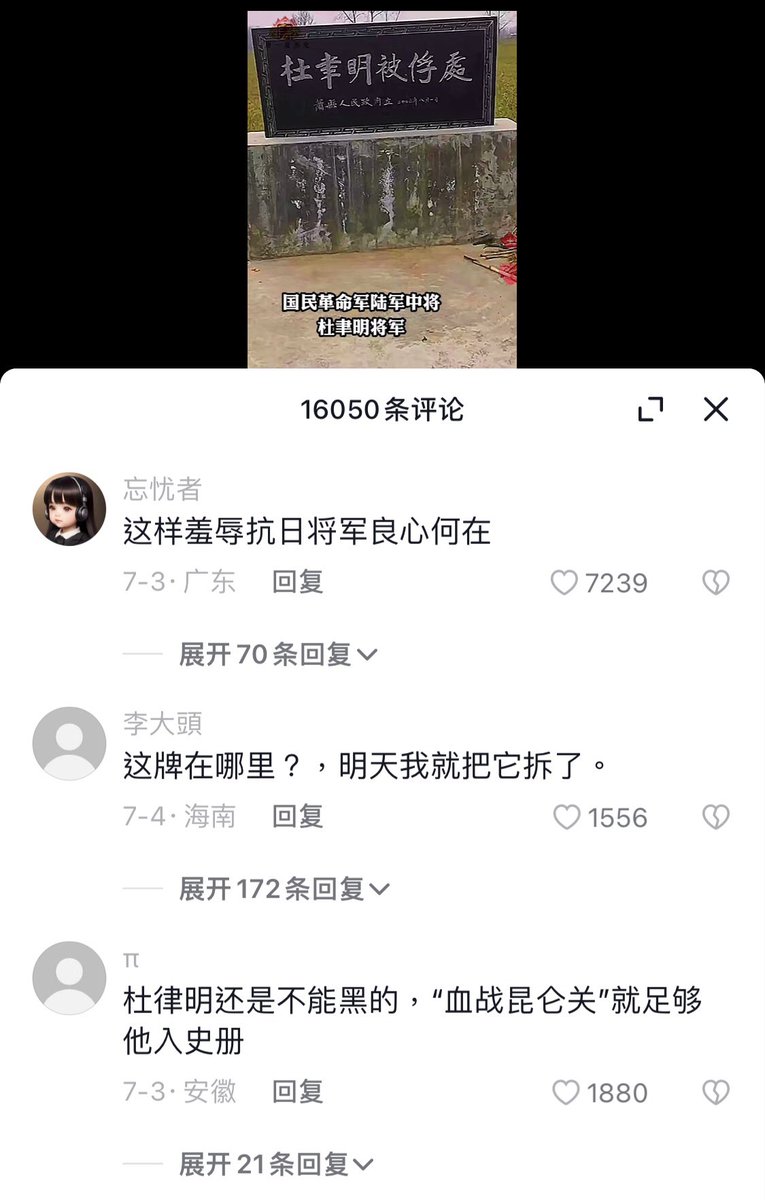 杜聿明被俘處
萧縣人民政府立
国民革命军陆军中将
杜聿明将军
16050条评论
忘忧者
这样羞辱抗日将军良心何在
7-3·广东 回复 7239
展开70条回复
李大頭
这牌在哪里？，明天我就把它拆了。
7-4·海南 回复 1556
展开172条回复
π
杜律明还是不能黑的，“血战昆仑关”就足够
他入史册
7-3·安徽 回复 1880
展开21条回复